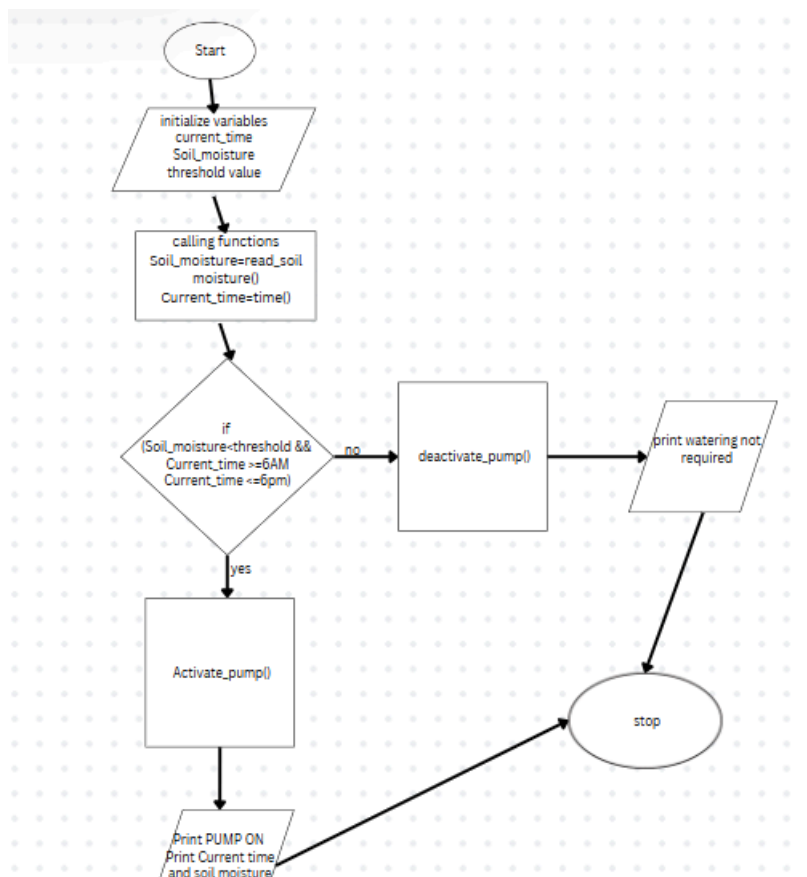 Start
initialize variables
current_time
Soil_moisture
threshold value
calling functions
Soil_moisture=read_soil
moisture()
Current_time=time()
if
(Soil_moisture<threshold &&
Current_time >=6AM
Current_time <=6pm)
no
deactivate_pump()
print watering not
required
yes
Activate_pump()
stop
Print PUMP ON
Print Current time
and soil moisture